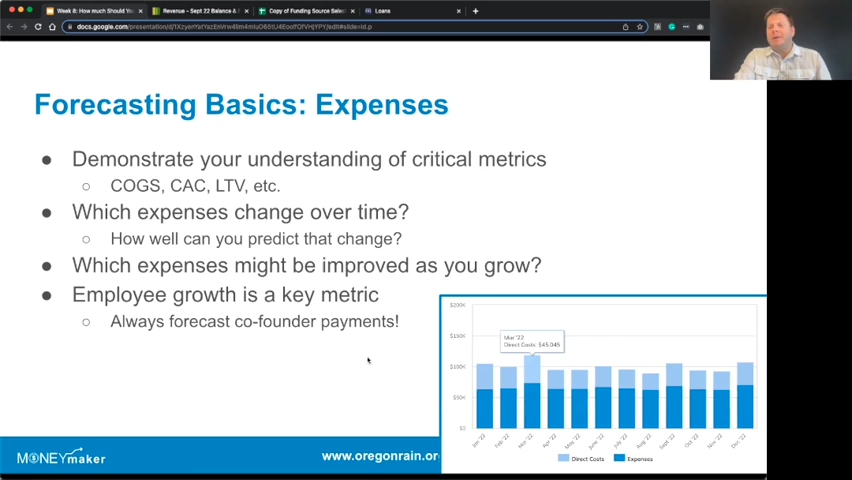 Week 8: How much Should Yo
Revenue - Sept 22 Balance &
Copy of Funding Source Selec
Loans
docs.google.com/presentation/d/
Forecasting Basics: Expenses
● Demonstrate your understanding of critical metrics
○ COGS, CAC, LTV, etc.
● Which expenses change over time?
○ How well can you predict that change?
● Which expenses might be improved as you grow?
● Employee growth is a key metric
○ Always forecast co-founder payments!
$200K
$150K
$100K
$50K
$0
Mar '22
Direct Costs: $45,045
Jan '22
Feb '22
Mar '22
Apr '22
May '22
June '22
July '22
Aug '22
Sept '22
Oct '22
Nov '22
Dec '22
Direct Costs
Expenses
MONEYmaker
www.oregonrain.or